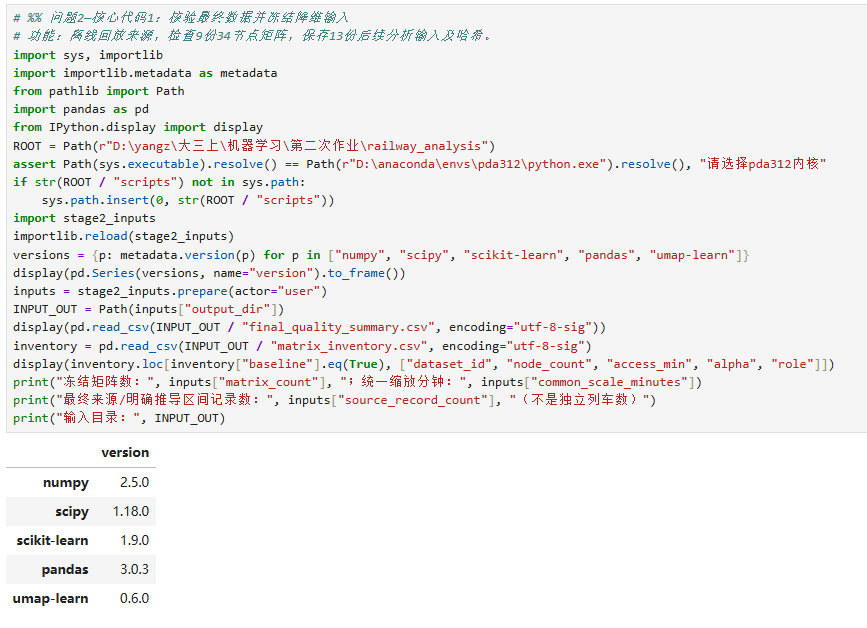 # %% 问题2—核心代码1：核验最终数据并冻结降维输入
# 功能：两线回放来源，检查9份34节点矩阵，保存13份后续分析输入及哈希。
import sys, importlib
import importlib.metadata as metadata
from pathlib import Path
import pandas as pd
from IPython.display import display
ROOT = Path(r"D:\yangz\大三上\机器学习\第二次作业\railway_analysis")
assert Path(sys.executable).resolve() == Path(r"D:\anaconda\envs\pda312\python.exe").resolve(), "请选择pda312内核"
if str(ROOT / "scripts") not in sys.path:
    sys.path.insert(0, str(ROOT / "scripts"))
import stage2_inputs
importlib.reload(stage2_inputs)
versions = {p: metadata.version(p) for p in ["numpy", "scipy", "scikit-learn", "pandas", "umap-learn"]}
display(pd.Series(versions, name="version").to_frame())
inputs = stage2_inputs.prepare(actor="user")
INPUT_OUT = Path(inputs["output_dir"])
display(pd.read_csv(INPUT_OUT / "final_quality_summary.csv", encoding="utf-8-sig"))
inventory = pd.read_csv(INPUT_OUT / "matrix_inventory.csv", encoding="utf-8-sig")
display(inventory.loc[inventory["baseline"].eq(True), ["dataset_id", "node_count", "access_min", "alpha", "role"]])
print("冻结矩阵数：", inputs["matrix_count"], "；统一缩放分钟：", inputs["common_scale_minutes"])
print("最终来源/明确推导区间记录数：", inputs["source_record_count"], "（不是独立列车数）")
print("输入目录：", INPUT_OUT)
version
numpy 2.5.0
scipy 1.18.0
scikit-learn 1.9.0
pandas 3.0.3
umap-learn 0.6.0